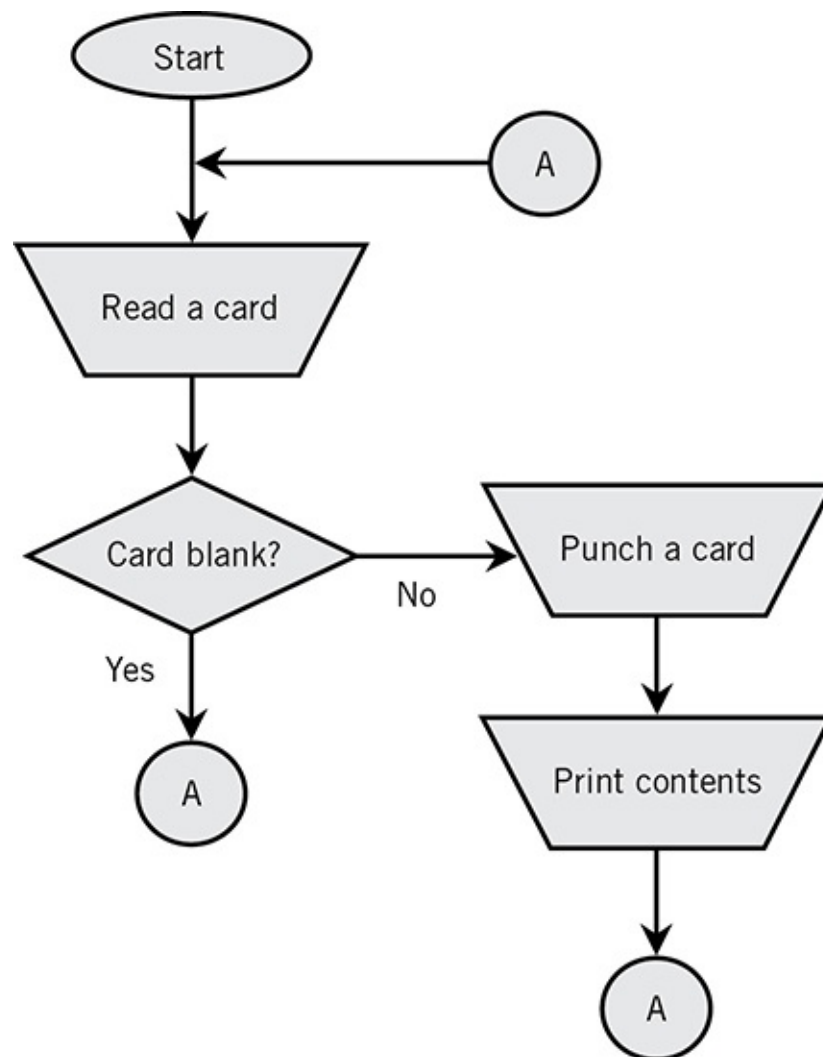 Start
A
Read a card
Card blank?
No
Punch a card
Yes
A
Print contents
A